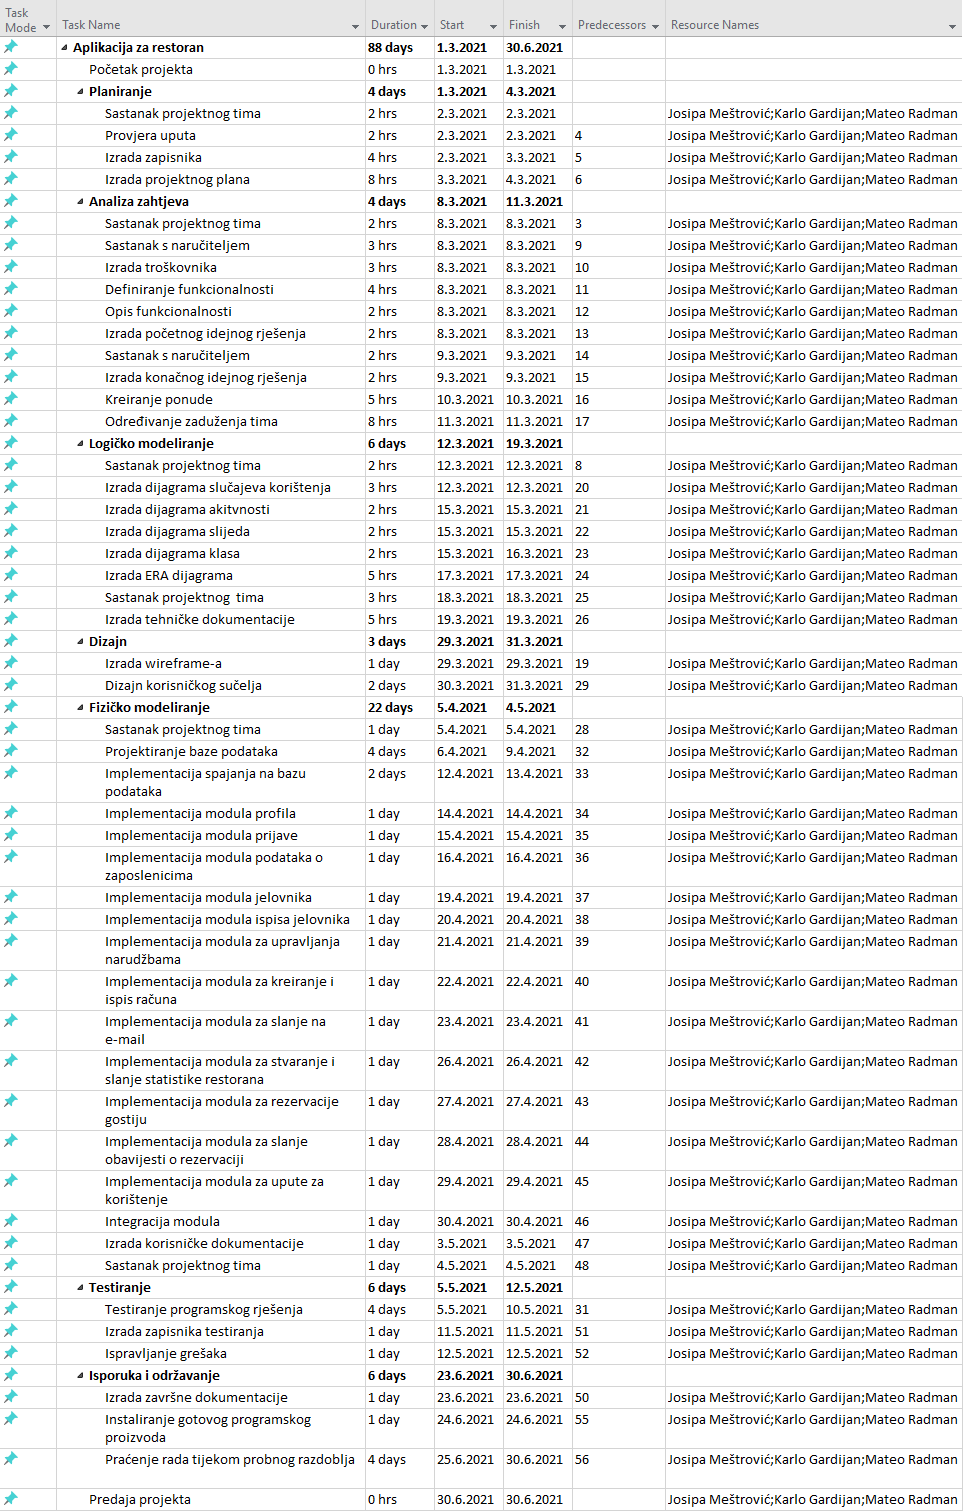 Task Mode Task Name Duration Start Finish Predecessors Resource Names
Aplikacija za restoran 88 days 1.3.2021 30.6.2021
Početak projekta 0 hrs 1.3.2021 1.3.2021
Planiranje 4 days 1.3.2021 4.3.2021
Sastanak projektnog tima 2 hrs 2.3.2021 2.3.2021 Josipa Meštrović;Karlo Gardijan;Mateo Radman
Provjera uputa 2 hrs 2.3.2021 2.3.2021 4 Josipa Meštrović;Karlo Gardijan;Mateo Radman
Izrada zapisnika 4 hrs 2.3.2021 3.3.2021 5 Josipa Meštrović;Karlo Gardijan;Mateo Radman
Izrada projektnog plana 8 hrs 3.3.2021 4.3.2021 6 Josipa Meštrović;Karlo Gardijan;Mateo Radman
Analiza zahtjeva 4 days 8.3.2021 11.3.2021
Sastanak projektnog tima 2 hrs 8.3.2021 8.3.2021 3 Josipa Meštrović;Karlo Gardijan;Mateo Radman
Sastanak s naručiteljem 3 hrs 8.3.2021 8.3.2021 9 Josipa Meštrović;Karlo Gardijan;Mateo Radman
Izrada troškovnika 3 hrs 8.3.2021 8.3.2021 10 Josipa Meštrović;Karlo Gardijan;Mateo Radman
Definiranje funkcionalnosti 4 hrs 8.3.2021 8.3.2021 11 Josipa Meštrović;Karlo Gardijan;Mateo Radman
Opis funkcionalnosti 2 hrs 8.3.2021 8.3.2021 12 Josipa Meštrović;Karlo Gardijan;Mateo Radman
Izrada početnog idejnog rješenja 2 hrs 8.3.2021 8.3.2021 13 Josipa Meštrović;Karlo Gardijan;Mateo Radman
Sastanak s naručiteljem 2 hrs 9.3.2021 9.3.2021 14 Josipa Meštrović;Karlo Gardijan;Mateo Radman
Izrada konačnog idejnog rješenja 2 hrs 9.3.2021 9.3.2021 15 Josipa Meštrović;Karlo Gardijan;Mateo Radman
Kreiranje ponude 5 hrs 10.3.2021 10.3.2021 16 Josipa Meštrović;Karlo Gardijan;Mateo Radman
Određivanje zaduženja tima 8 hrs 11.3.2021 11.3.2021 17 Josipa Meštrović;Karlo Gardijan;Mateo Radman
Logičko modeliranje 6 days 12.3.2021 19.3.2021
Sastanak projektnog tima 2 hrs 12.3.2021 12.3.2021 8 Josipa Meštrović;Karlo Gardijan;Mateo Radman
Izrada dijagrama slučajeva korištenja 3 hrs 12.3.2021 12.3.2021 20 Josipa Meštrović;Karlo Gardijan;Mateo Radman
Izrada dijagrama akitvnosti 2 hrs 15.3.2021 15.3.2021 21 Josipa Meštrović;Karlo Gardijan;Mateo Radman
Izrada dijagrama slijeda 2 hrs 15.3.2021 15.3.2021 22 Josipa Meštrović;Karlo Gardijan;Mateo Radman
Izrada dijagrama klasa 2 hrs 15.3.2021 16.3.2021 23 Josipa Meštrović;Karlo Gardijan;Mateo Radman
Izrada ERA dijagrama 5 hrs 17.3.2021 17.3.2021 24 Josipa Meštrović;Karlo Gardijan;Mateo Radman
Sastanak projektnog tima 3 hrs 18.3.2021 18.3.2021 25 Josipa Meštrović;Karlo Gardijan;Mateo Radman
Izrada tehničke dokumentacije 5 hrs 19.3.2021 19.3.2021 26 Josipa Meštrović;Karlo Gardijan;Mateo Radman
Dizajn 3 days 29.3.2021 31.3.2021
Izrada wireframe-a 1 day 29.3.2021 29.3.2021 19 Josipa Meštrović;Karlo Gardijan;Mateo Radman
Dizajn korisničkog sučelja 2 days 30.3.2021 31.3.2021 29 Josipa Meštrović;Karlo Gardijan;Mateo Radman
Fizičko modeliranje 22 days 5.4.2021 4.5.2021
Sastanak projektnog tima 1 day 5.4.2021 5.4.2021 28 Josipa Meštrović;Karlo Gardijan;Mateo Radman
Projektiranje baze podataka 4 days 6.4.2021 9.4.2021 32 Josipa Meštrović;Karlo Gardijan;Mateo Radman
Implementacija spajanja na bazu 2 days 12.4.2021 13.4.2021 33 Josipa Meštrović;Karlo Gardijan;Mateo Radman
podataka
Implementacija modula profila 1 day 14.4.2021 14.4.2021 34 Josipa Meštrović;Karlo Gardijan;Mateo Radman
Implementacija modula prijave 1 day 15.4.2021 15.4.2021 35 Josipa Meštrović;Karlo Gardijan;Mateo Radman
Implementacija modula podataka o 1 day 16.4.2021 16.4.2021 36 Josipa Meštrović;Karlo Gardijan;Mateo Radman
zaposlenicima
Implementacija modula jelovnika 1 day 19.4.2021 19.4.2021 37 Josipa Meštrović;Karlo Gardijan;Mateo Radman
Implementacija modula ispisa jelovnika 1 day 20.4.2021 20.4.2021 38 Josipa Meštrović;Karlo Gardijan;Mateo Radman
Implementacija modula za upravljanja 1 day 21.4.2021 21.4.2021 39 Josipa Meštrović;Karlo Gardijan;Mateo Radman
narudžbama
Implementacija modula za kreiranje i 1 day 22.4.2021 22.4.2021 40 Josipa Meštrović;Karlo Gardijan;Mateo Radman
ispis računa
Implementacija modula za slanje na 1 day 23.4.2021 23.4.2021 41 Josipa Meštrović;Karlo Gardijan;Mateo Radman
e-mail
Implementacija modula za stvaranje i 1 day 26.4.2021 26.4.2021 42 Josipa Meštrović;Karlo Gardijan;Mateo Radman
slanje statistike restorana
Implementacija modula za rezervacije 1 day 27.4.2021 27.4.2021 43 Josipa Meštrović;Karlo Gardijan;Mateo Radman
gostiju
Implementacija modula za slanje 1 day 28.4.2021 28.4.2021 44 Josipa Meštrović;Karlo Gardijan;Mateo Radman
obavijesti o rezervaciji
Implementacija modula za upute za 1 day 29.4.2021 29.4.2021 45 Josipa Meštrović;Karlo Gardijan;Mateo Radman
korištenje
Integracija modula 1 day 30.4.2021 30.4.2021 46 Josipa Meštrović;Karlo Gardijan;Mateo Radman
Izrada korisničke dokumentacije 1 day 3.5.2021 3.5.2021 47 Josipa Meštrović;Karlo Gardijan;Mateo Radman
Sastanak projektnog tima 1 day 4.5.2021 4.5.2021 48 Josipa Meštrović;Karlo Gardijan;Mateo Radman
Testiranje 6 days 5.5.2021 12.5.2021
Testiranje programskog rješenja 4 days 5.5.2021 10.5.2021 31 Josipa Meštrović;Karlo Gardijan;Mateo Radman
Izrada zapisnika testiranja 1 day 11.5.2021 11.5.2021 51 Josipa Meštrović;Karlo Gardijan;Mateo Radman
Ispravljanje grešaka 1 day 12.5.2021 12.5.2021 52 Josipa Meštrović;Karlo Gardijan;Mateo Radman
Isporuka i održavanje 6 days 23.6.2021 30.6.2021
Izrada završne dokumentacije 1 day 23.6.2021 23.6.2021 50 Josipa Meštrović;Karlo Gardijan;Mateo Radman
Instaliranje gotovog programskog 1 day 24.6.2021 24.6.2021 55 Josipa Meštrović;Karlo Gardijan;Mateo Radman
proizvoda
Praćenje rada tijekom probnog razdoblja 4 days 25.6.2021 30.6.2021 56 Josipa Meštrović;Karlo Gardijan;Mateo Radman
Predaja projekta 0 hrs 30.6.2021 30.6.2021